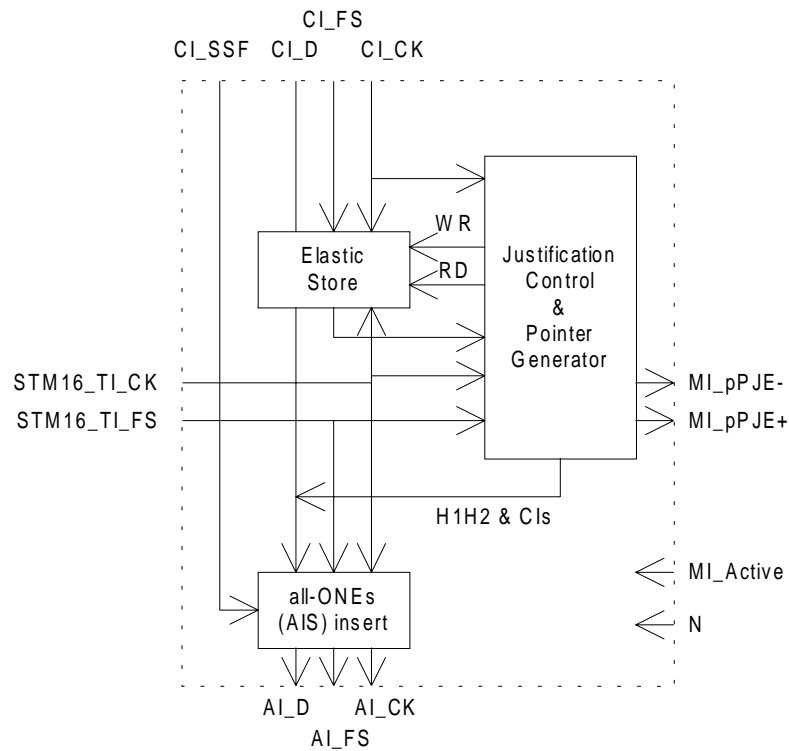 CI_FS
CI_SSF CI_D CI_CK
WR
Elastic
Store
RD
Justification
Control
&
Pointer
Generator
STM16_TI_CK
STM16_TI_FS
MI_pPJE-
MI_pPJE+
H1H2 & CIs
MI_Active
all-ONEs
(AIS) insert
N
AI_D AI_CK
AI_FS